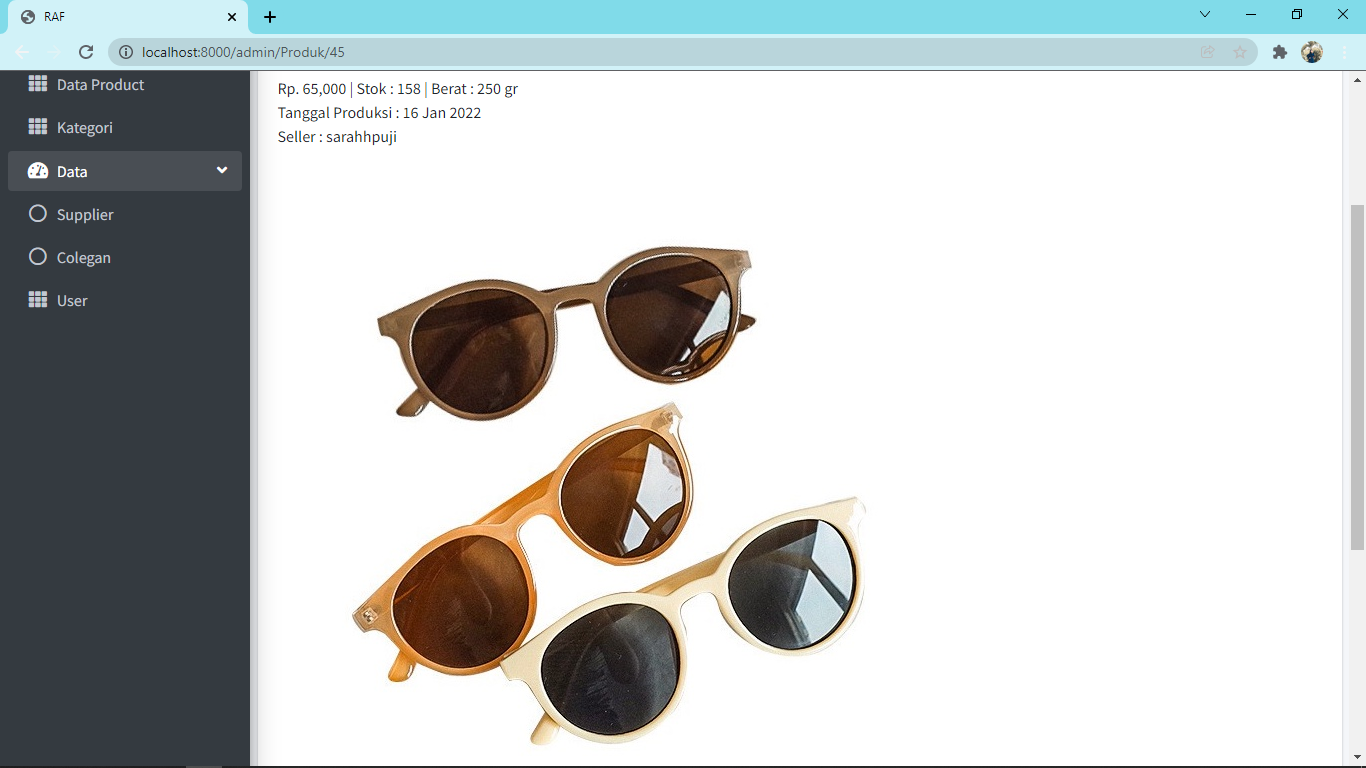 RAF
localhost:8000/admin/Produk/45
Data Product
Kategori
Data
Supplier
Colegan
User
Rp. 65,000 | Stok : 158 | Berat : 250 gr
Tanggal Produksi : 16 Jan 2022
Seller : sarahhpuji